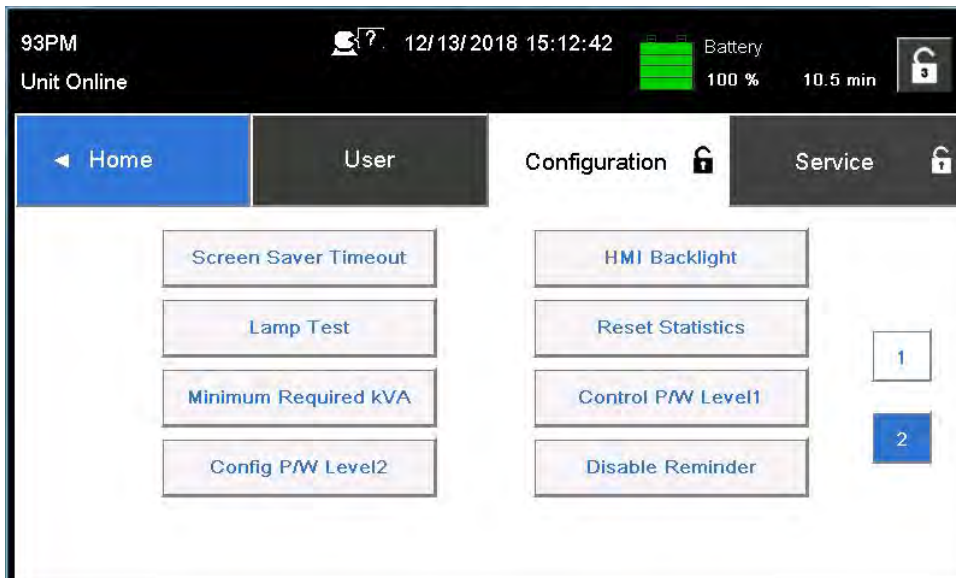 93PM
? 12/13/2018 15:12:42
Battery
Unit Online
100 % 10.5 min
3
◄ Home User Configuration 1 Service 1
Screen Saver Timeout HMI Backlight
Lamp Test Reset Statistics
1
Minimum Required kVA Control P/W Level1
2
Config P/W Level2 Disable Reminder